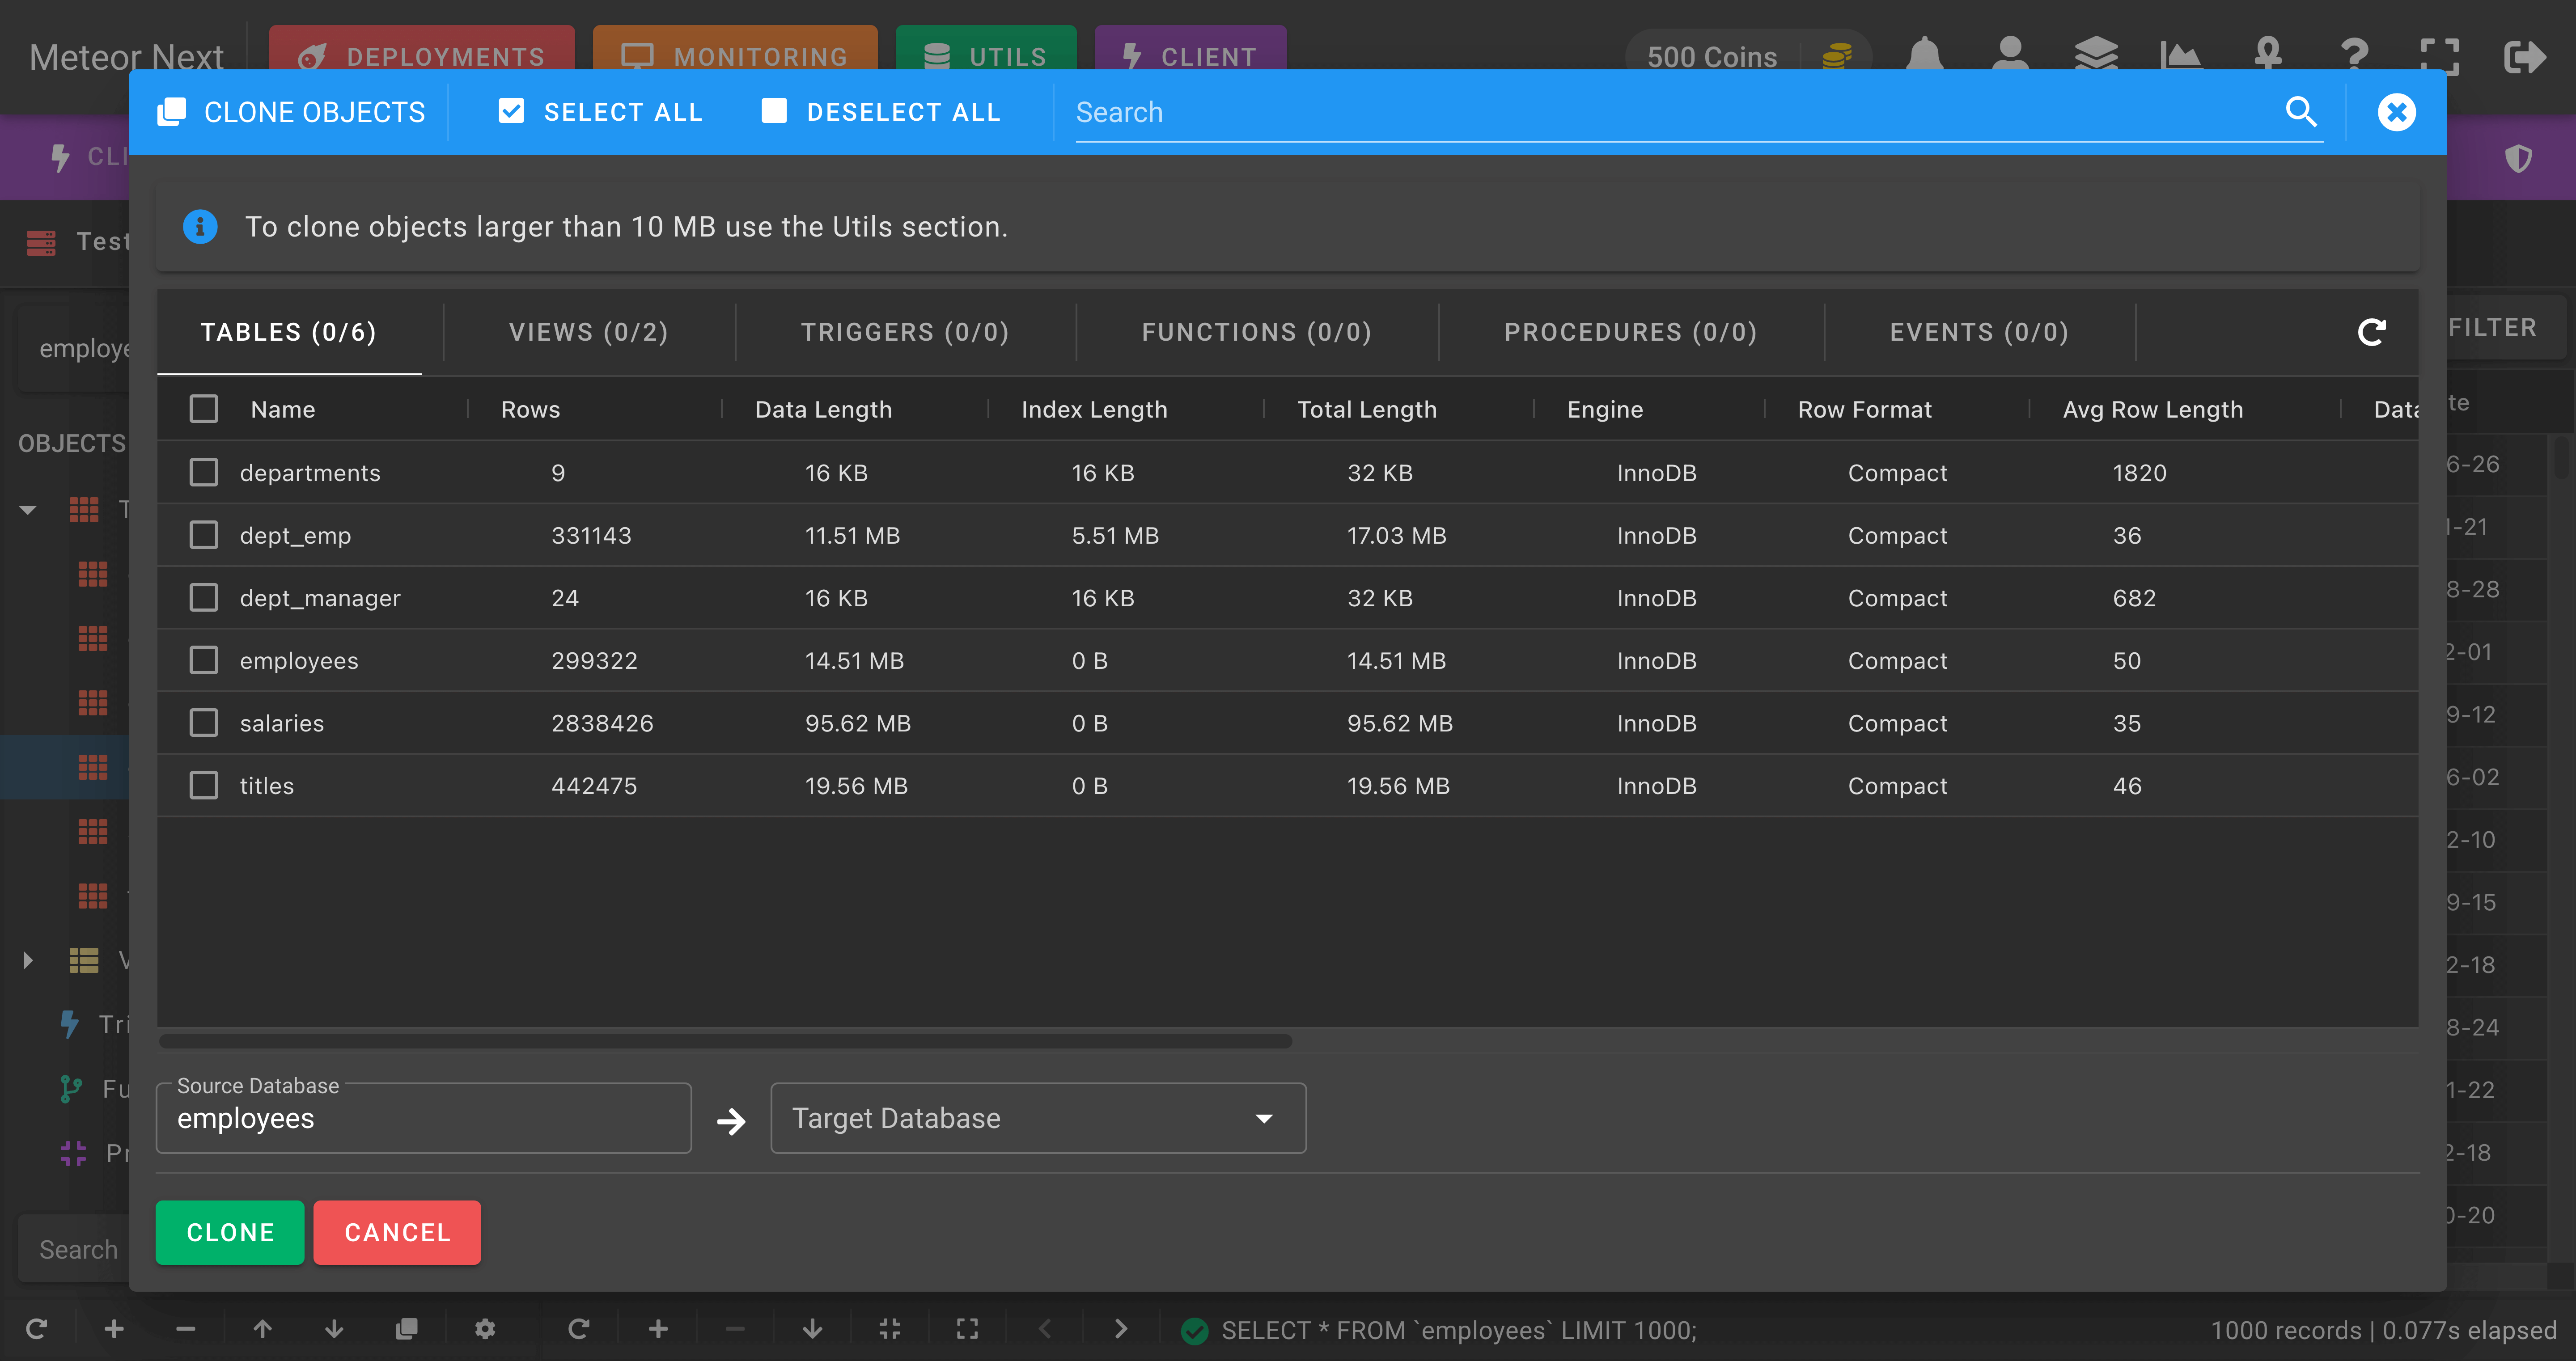 Meteor Next
DEPLOYMENTS
MONITORING
UTILS
CLIENT
500 Coins
CLONE OBJECTS
SELECT ALL
DESELECT ALL
Search
CLI
To clone objects larger than 10 MB use the Utils section.
Test
TABLES (0/6)
VIEWS (0/2)
TRIGGERS (0/0)
FUNCTIONS (0/0)
PROCEDURES (0/0)
EVENTS (0/0)
FILTER
employe
Name Rows Data Length Index Length Total Length Engine Row Format Avg Row Length Data
te
OBJECTS
departments 9 16 KB 16 KB 32 KB InnoDB Compact 1820
6-26
dept_emp 331143 11.51 MB 5.51 MB 17.03 MB InnoDB Compact 36
1-21
dept_manager 24 16 KB 16 KB 32 KB InnoDB Compact 682
8-28
employees 299322 14.51 MB 0 B 14.51 MB InnoDB Compact 50
2-01
salaries 2838426 95.62 MB 0 B 95.62 MB InnoDB Compact 35
9-12
titles 442475 19.56 MB 0 B 19.56 MB InnoDB Compact 46
6-02
2-10
9-15
2-18
8-24
1-22
2-18
0-20
T
V
Tri
Fu
Pr
Search
Source Database
employees
Target Database
CLONE
CANCEL
SELECT * FROM `employees` LIMIT 1000;
1000 records | 0.077s elapsed